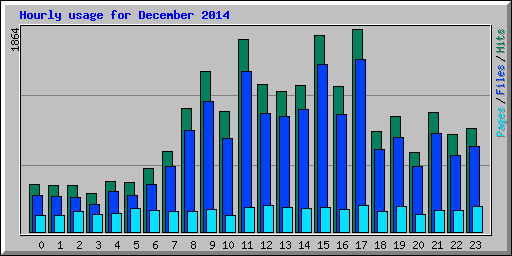 Hourly usage for December 2014
1864
Pages/Files/Hits
0 1 2 3 4 5 6 7 8 9 10 11 12 13 14 15 16 17 18 19 20 21 22 23